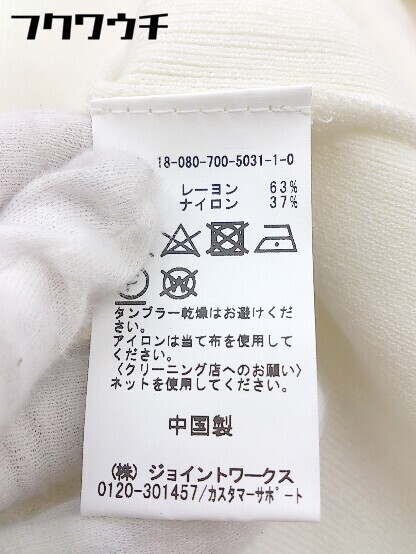 フクワウチ
18-080-700-5031-1-0
レーヨン 63%
ナイロン 37%
タンブラー乾燥はお避けくだ
さい。
アイロンは当て布を使用して
ください。
〈クリーニング店へのお願い〉
ネットを使用してください。
中国製
(株) ジョイントワークス
0120-301457/カスタマーサポート